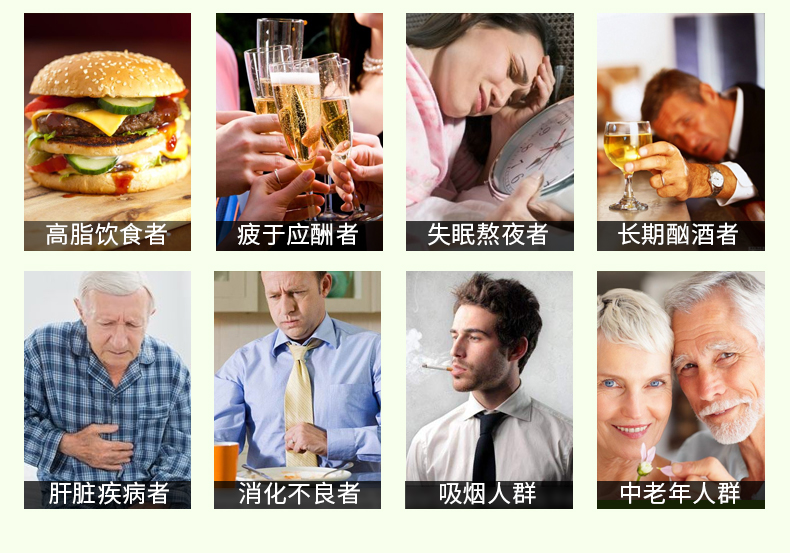 高脂饮食者
疲于应酬者
失眠熬夜者
长期酗酒者
肝脏疾病者
消化不良者
吸烟人群
中老年人群